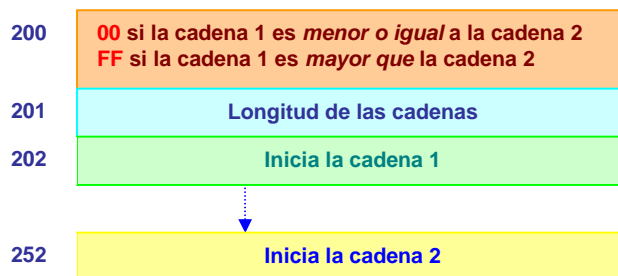 200 00 si la cadena 1 es menor o igual a la cadena 2
FF si la cadena 1 es mayor que la cadena 2
201 Longitud de las cadenas
202 Inicia la cadena 1
252 Inicia la cadena 2